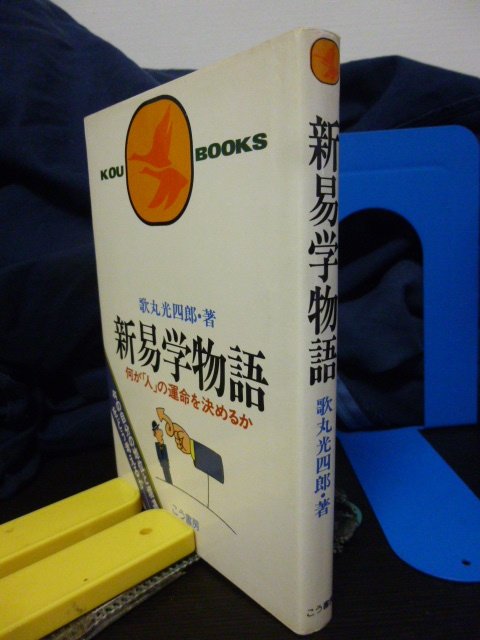 KOU BOOKS
歌丸光四郎・著
新易学物語
何が「人」の運命を決めるか
こう書房
新易学物語
歌丸光四郎・著
こう書房